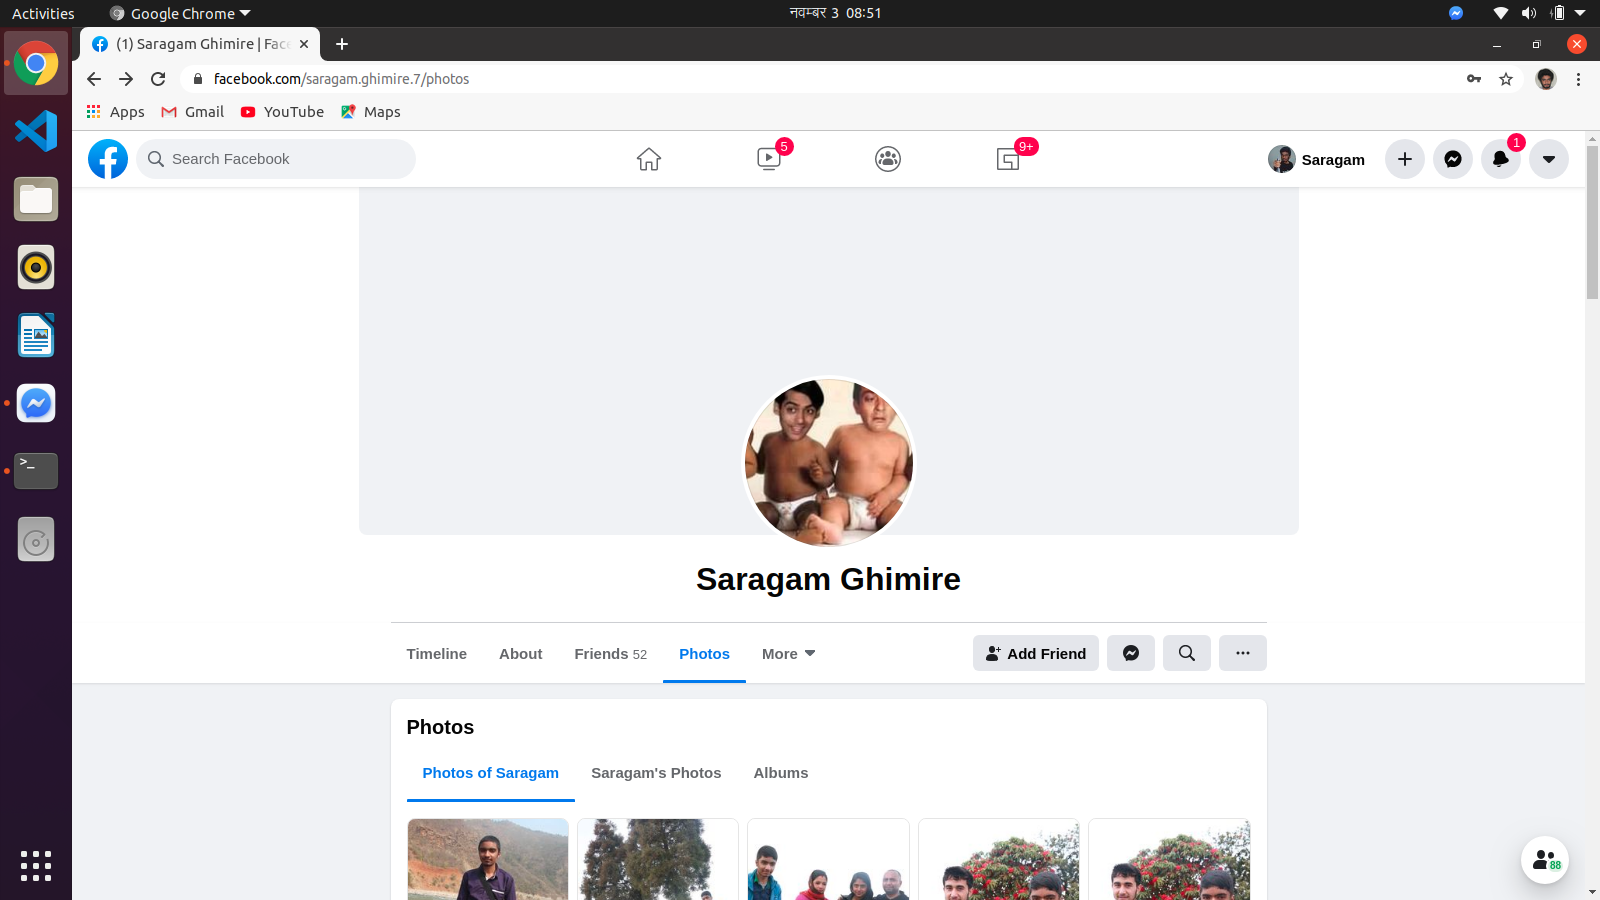 Activities Google Chrome नवम्बर 3 08:51
(1) Saragam Ghimire | Face
facebook.com/saragam.ghimire.7/photos
Apps Gmail YouTube Maps
Search Facebook 5 9+ Saragam 1
Saragam Ghimire
Timeline About Friends 52 Photos More Add Friend
Photos
Photos of Saragam Saragam's Photos Albums
88